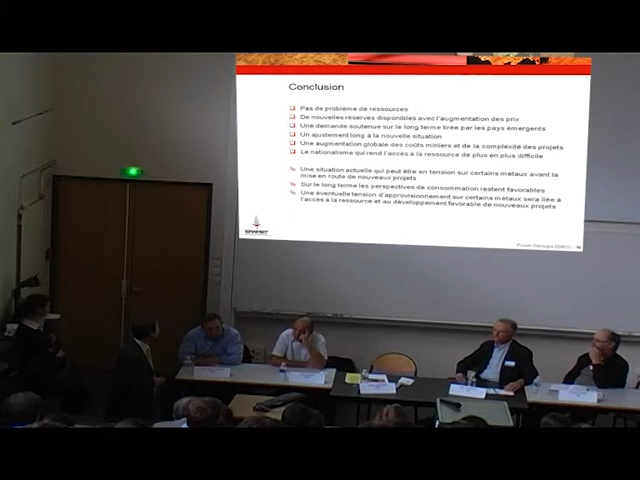 Conclusion
Pas de problème de ressources
De nouvelles réserves disponibles avec l'augmentation des prix
Une demande soutenue sur le long terme tirée par les pays émergents
Un ajustement long à la nouvelle situation
Une augmentation globale des coûts miniers et de la complexité des projets
Le nationalisme qui rend l'accès à la ressource de plus en plus difficile
Une situation actuelle qui peut être en tension sur certains métaux avant la
mise en route de nouveaux projets
Sur le long terme les perspectives de consommation restent favorables
Une éventuelle tension d'approvisionnement sur certains métaux sera liée à
l'accès à la ressource et au développement favorable de nouveaux projets
ERAMET